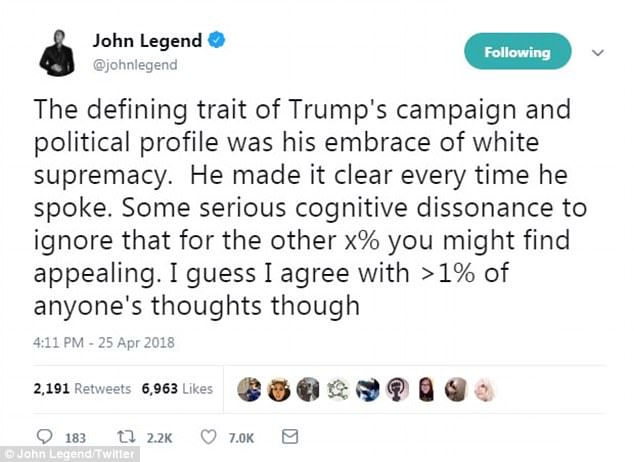 John Legend
@johnlegend
Following
The defining trait of Trump's campaign and
political profile was his embrace of white
supremacy.  He made it clear every time he
spoke. Some serious cognitive dissonance to
ignore that for the other x% you might find
appealing. I guess I agree with >1% of
anyone's thoughts though
4:11 PM - 25 Apr 2018
2,191 Retweets 6,963 Likes
183 2.2K 7.0K
© John Legend/Twitter